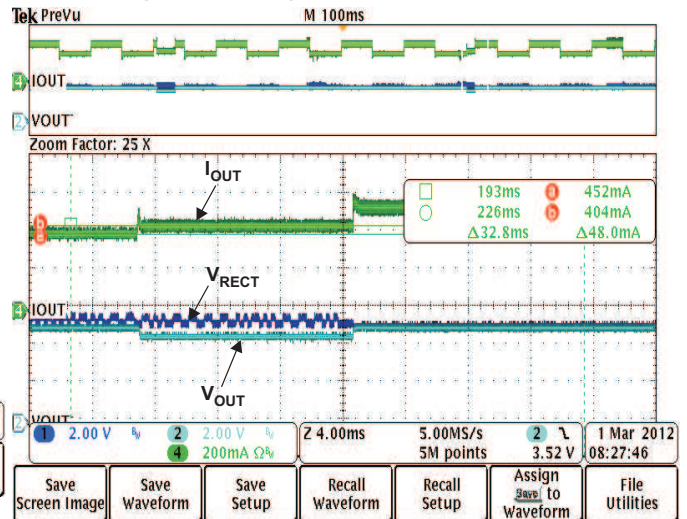 Tek PreVu M 100ms
4 IOUT
2 VOUT
Zoom Factor: 25 X
IOUT
193ms a 452mA
226ms b 404mA
Δ32.8ms Δ48.0mA
b
a
VRECT
4 IOUT
VOUT
2 VOUT
1 2.00 V BW 2 2.00 V BW Z 4.00ms 5.00MS/s 2 1 Mar 2012
4 200mA Ω BW 5M points 3.52 V 08:27:46
Save Screen Image
Save Waveform
Save Setup
Recall Waveform
Recall Setup
Assign Save to Waveform
File Utilities